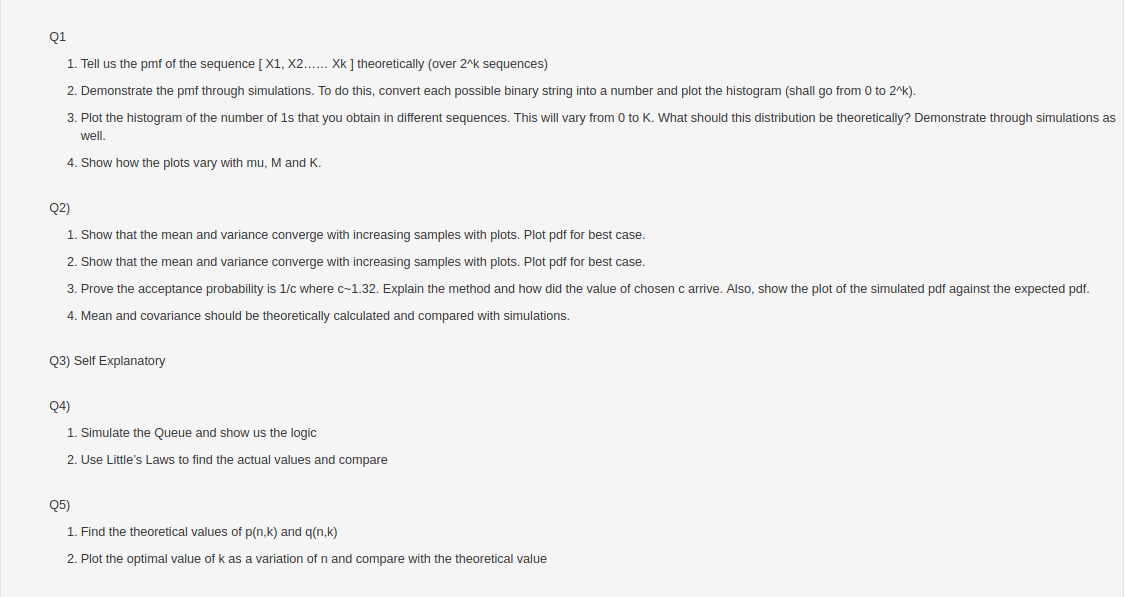 Q1
1. Tell us the pmf of the sequence [ X1, X2…… Xk ] theoretically (over 2^k sequences)
2. Demonstrate the pmf through simulations. To do this, convert each possible binary string into a number and plot the histogram (shall go from 0 to 2^k).
3. Plot the histogram of the number of 1s that you obtain in different sequences. This will vary from 0 to K. What should this distribution be theoretically? Demonstrate through simulations as
well.
4. Show how the plots vary with mu, M and K.
Q2)
1. Show that the mean and variance converge with increasing samples with plots. Plot pdf for best case.
2. Show that the mean and variance converge with increasing samples with plots. Plot pdf for best case.
3. Prove the acceptance probability is 1/c where c~1.32. Explain the method and how did the value of chosen c arrive. Also, show the plot of the simulated pdf against the expected pdf.
4. Mean and covariance should be theoretically calculated and compared with simulations.
Q3) Self Explanatory
Q4)
1. Simulate the Queue and show us the logic
2. Use Little's Laws to find the actual values and compare
Q5)
1. Find the theoretical values of p(n,k) and q(n,k)
2. Plot the optimal value of k as a variation of n and compare with the theoretical value